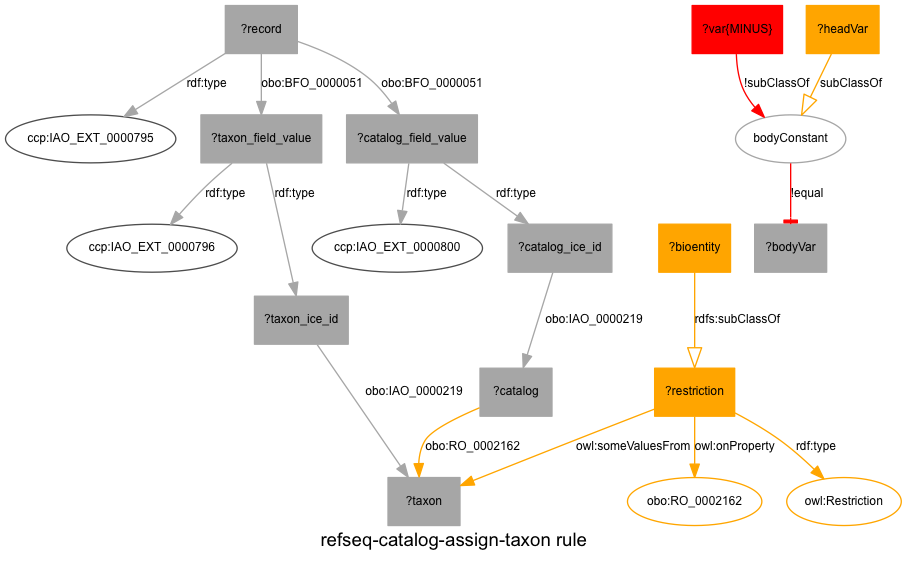 ?record
?var{MINUS}
?headVar
rdf:type
obo:BFO_0000051
obo:BFO_0000051
!subClassOf
subClassOf
ccp:IAO_EXT_0000795
?taxon_field_value
?catalog_field_value
bodyConstant
rdf:type
rdf:type
rdf:type
rdf:type
!equal
ccp:IAO_EXT_0000796
ccp:IAO_EXT_0000800
?catalog_ice_id
?bioentity
?bodyVar
?taxon_ice_id
obo:IAO_0000219
rdfs:subClassOf
obo:IAO_0000219
?catalog
?restriction
obo:RO_0002162
owl:someValuesFrom
owl:onProperty
rdf:type
?taxon
obo:RO_0002162
owl:Restriction
refseq-catalog-assign-taxon rule